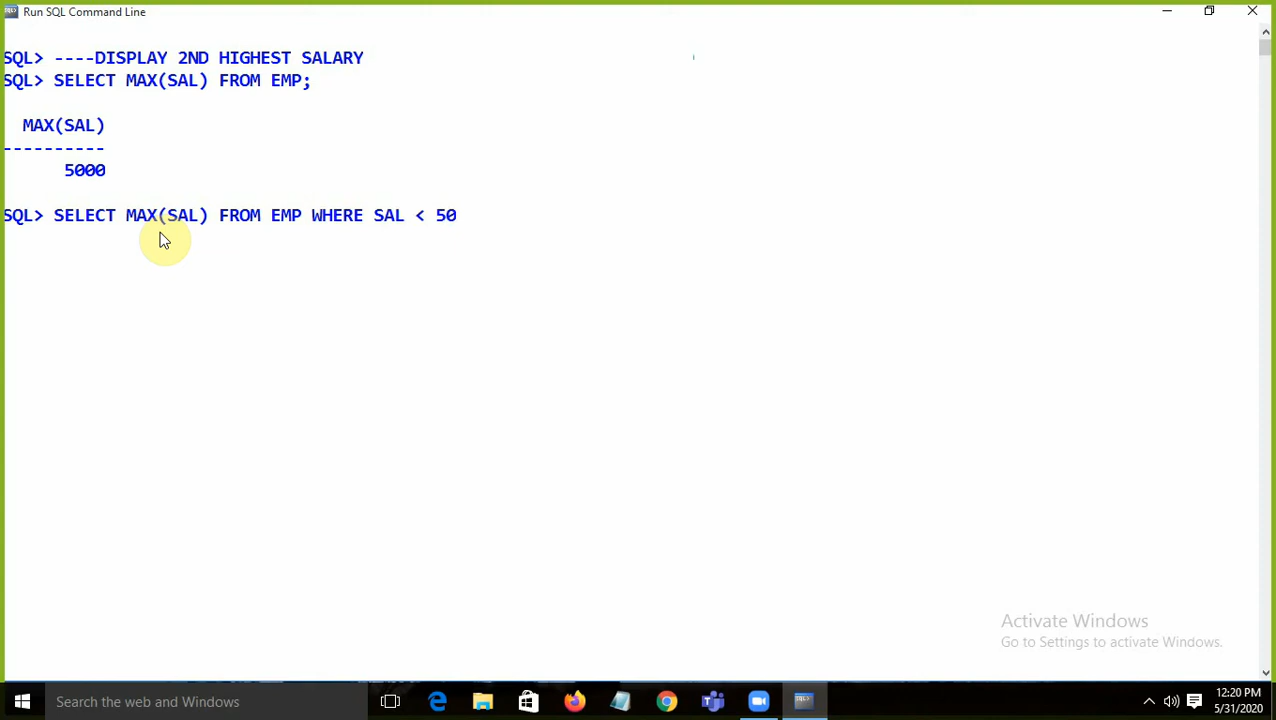 Run SQL Command Line
SQL> ----DISPLAY 2ND HIGHEST SALARY
SQL> SELECT MAX(SAL) FROM EMP;
MAX(SAL)
----------
5000
SQL> SELECT MAX(SAL) FROM EMP WHERE SAL < 50
Activate Windows
Go to Settings to activate Windows.
Search the web and Windows
12:20 PM
5/31/2020